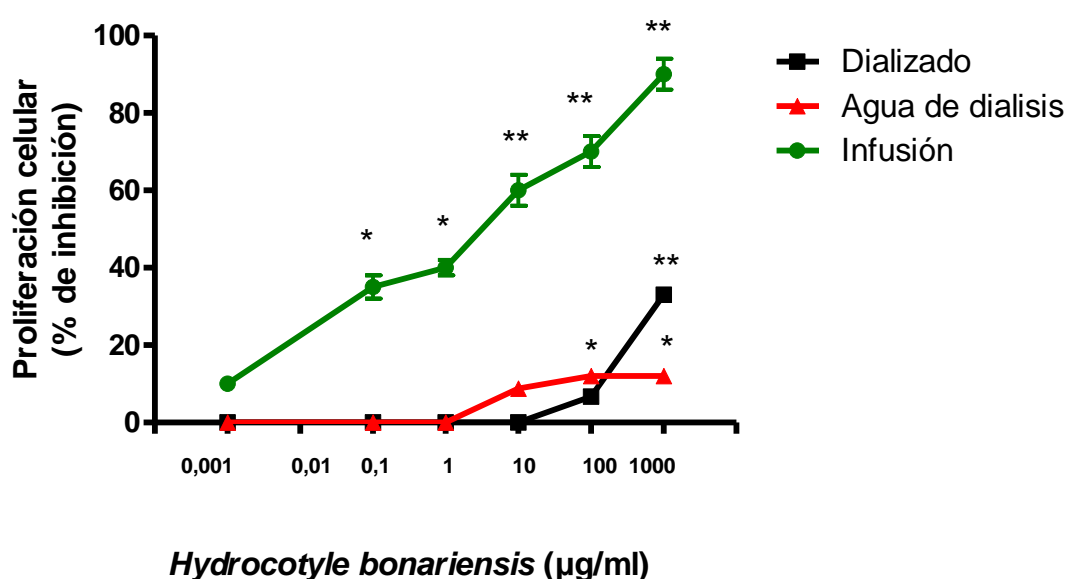 Proliferación celular
(% de inhibición)
100
80
60
40
20
0
**
**
**
*
*
**
*
*
0,001 0,01 0,1 1 10 100 1000
Hydrocotyle bonariensis (µg/ml)
Dializado
Agua de dialisis
Infusión